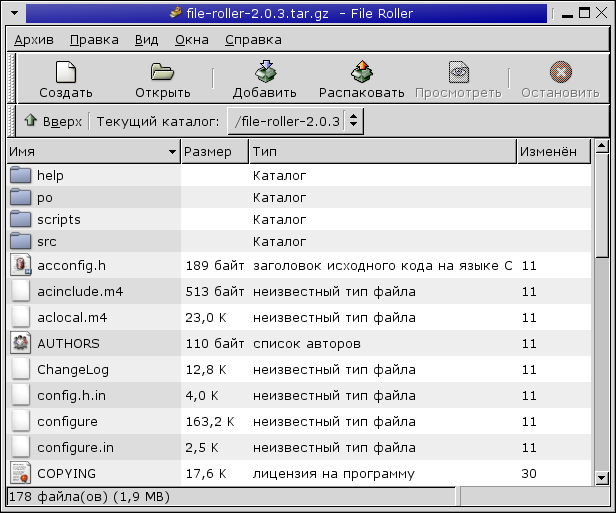 file-roller-2.0.3.tar.gz - File Roller
Архив Правка Вид Окна Справка
Создать Открыть Добавить Распаковать Просмотреть Остановить
Вверх Текущий каталог: /file-roller-2.0.3
Имя Размер Тип Изменён
help Каталог
po Каталог
scripts Каталог
src Каталог
acconfig.h 189 байт заголовок исходного кода на языке C 11
acinclude.m4 513 байт неизвестный тип файла 11
aclocal.m4 23,0 K неизвестный тип файла 11
AUTHORS 110 байт список авторов 11
ChangeLog 12,8 K неизвестный тип файла 11
config.h.in 4,0 K неизвестный тип файла 11
configure 163,2 K неизвестный тип файла 11
configure.in 2,5 K неизвестный тип файла 11
COPYING 17,6 K лицензия на программу 30
178 файла(ов) (1,9 MB)